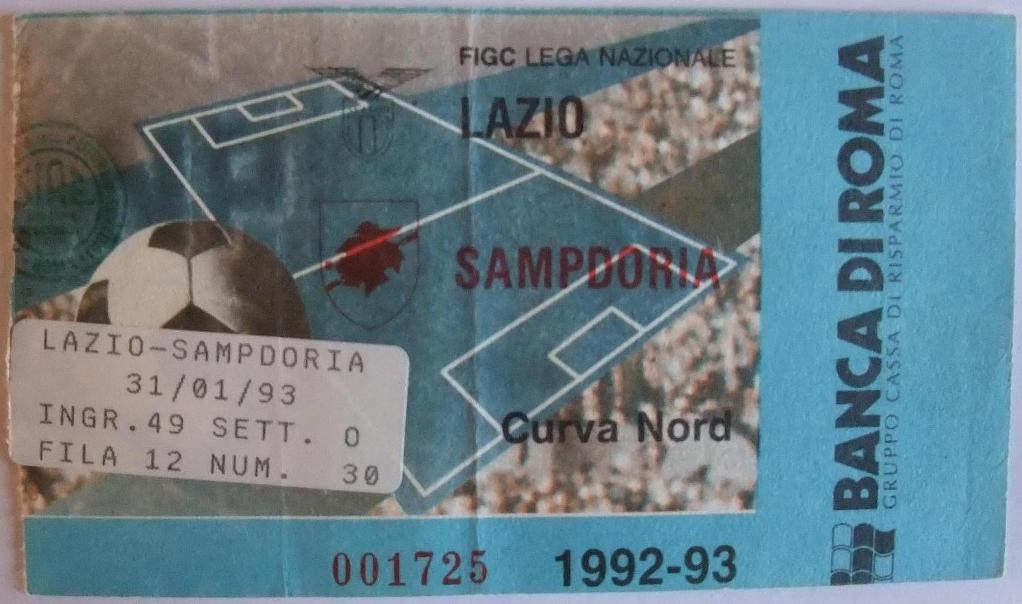 FIGC LEGA NAZIONALE
LAZIO
SAMPDORIA
LAZIO-SAMPDORIA
31/01/93
INGR.49 SETT. O
FILA 12 NUM. 30
Curva Nord
001725
1992-93
BANCA DI ROMA
GRUPPO CASSA DI RISPARMIO DI ROMA